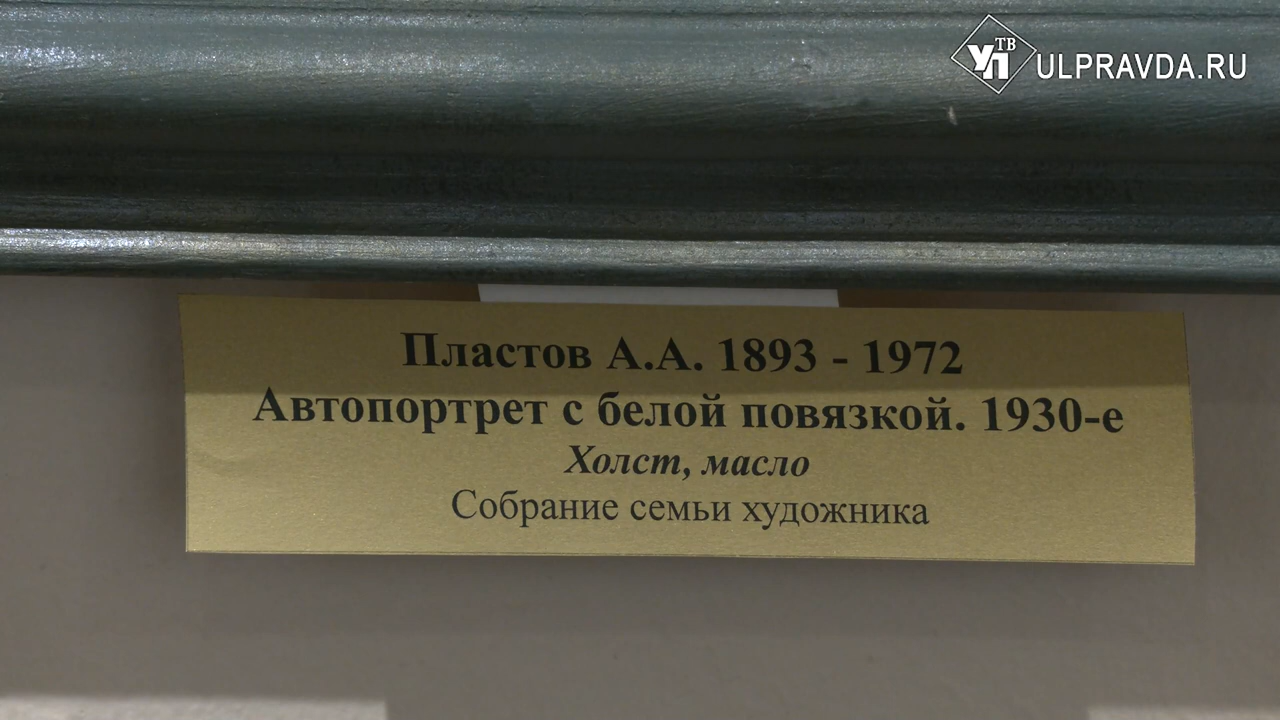 УП ТВ ULPRAVDA.RU
Пластов А.А. 1893 - 1972
Автопортрет с белой повязкой. 1930-е
Холст, масло
Собрание семьи художника